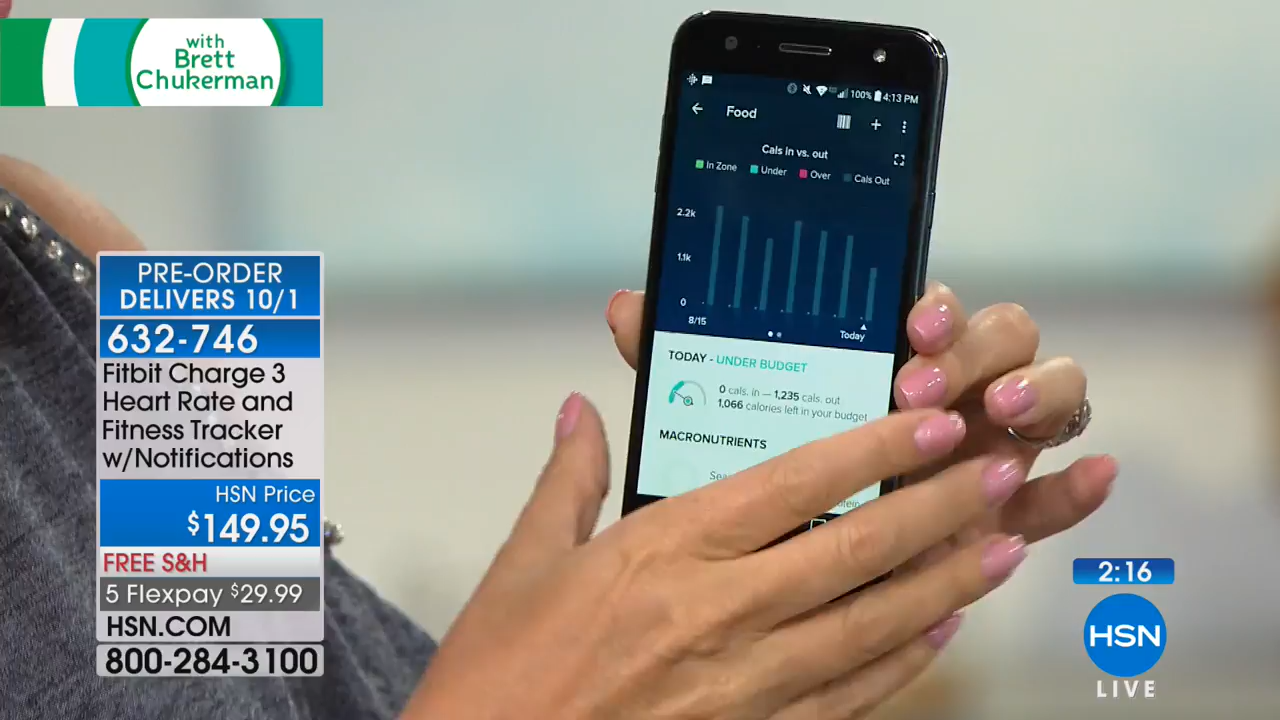 with
Brett
Chukerman
PRE-ORDER
DELIVERS 10/1
632-746
Fitbit Charge 3
Heart Rate and
Fitness Tracker
w/Notifications
HSN Price
$149.95
FREE S&H
5 Flexpay $29.99
HSN.COM
800-284-3100
100% 4:13 PM
Food
Cals in vs. out
In Zone Under Over Cals Out
2.2k
1.1k
0
8/15
Today
TODAY - UNDER BUDGET
0 cals. in — 1,235 cals. out
1,066 calories left in your budget
MACRONUTRIENTS
2:16
HSN
LIVE